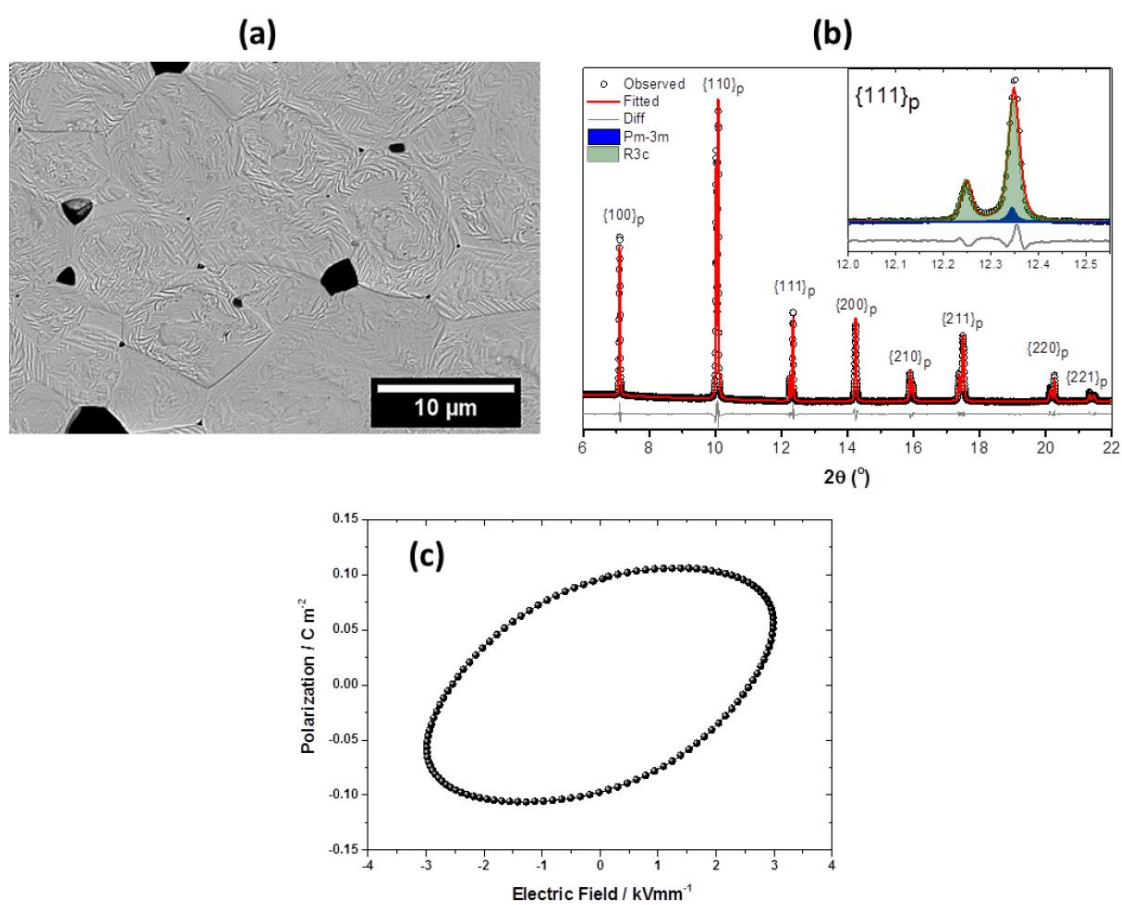 (a)
10 µm
(b)
Observed
Fitted
Diff
Pm-3m
R3c
{100}p
{110}p
{111}p
{200}p
{210}p
{211}p
{220}p
{221}p
6 8 10 12 14 16 18 20 22
2θ (°)
{111}p
12.0 12.1 12.2 12.3 12.4 12.5
(c)
0.15
0.10
0.05
0.00
-0.05
-0.10
-0.15
Polarization / C m⁻²
-4 -3 -2 -1 0 1 2 3 4
Electric Field / kVmm⁻¹